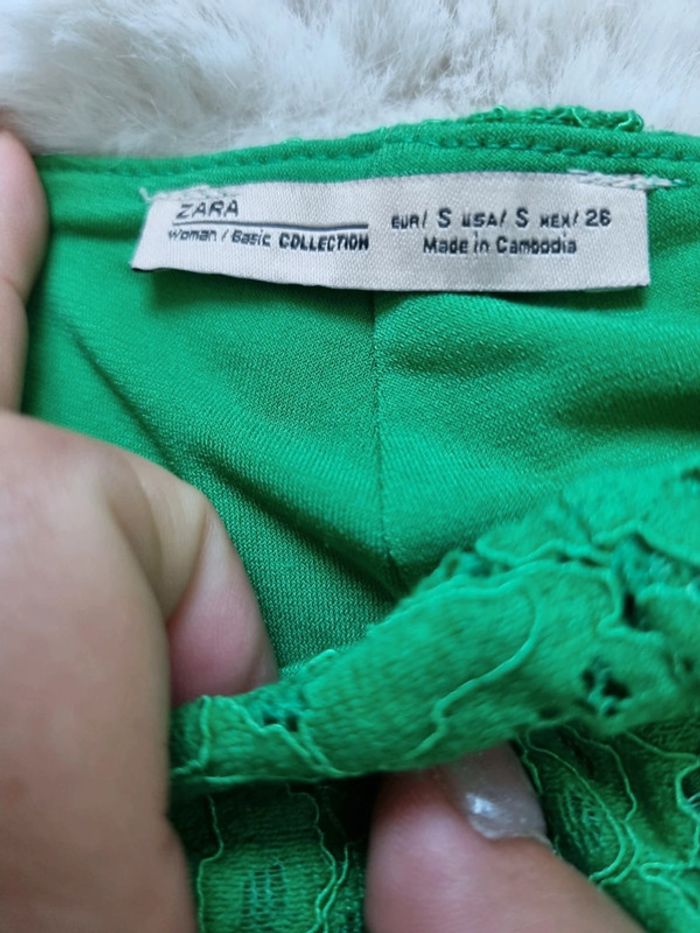 ZARA
Woman / Basic COLLECTION
EUR/ S USA/ S MEX/ 26
Made in Cambodia